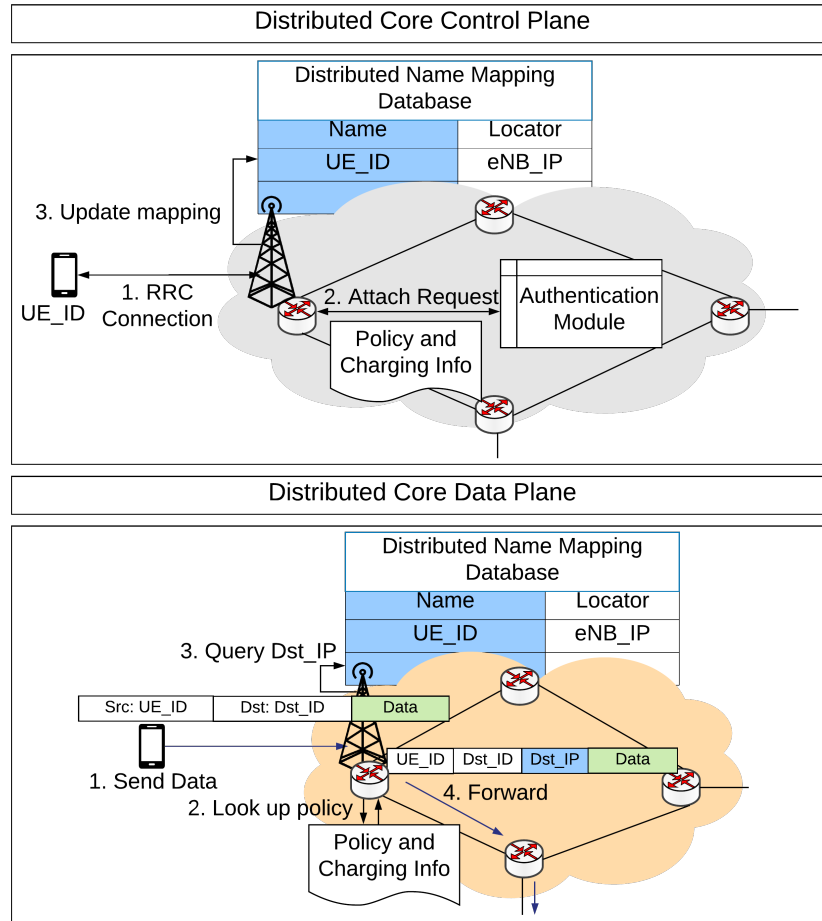 Distributed Core Control Plane
Distributed Name Mapping
Database
Name Locator
UE_ID eNB_IP
3. Update mapping
UE_ID
1. RRC
Connection
2. Attach Request
Authentication
Module
Policy and
Charging Info
Distributed Core Data Plane
Distributed Name Mapping
Database
Name Locator
UE_ID eNB_IP
3. Query Dst_IP
Src: UE_ID Dst: Dst_ID Data
1. Send Data
UE_ID Dst_ID Dst_IP Data
2. Look up policy
4. Forward
Policy and
Charging Info